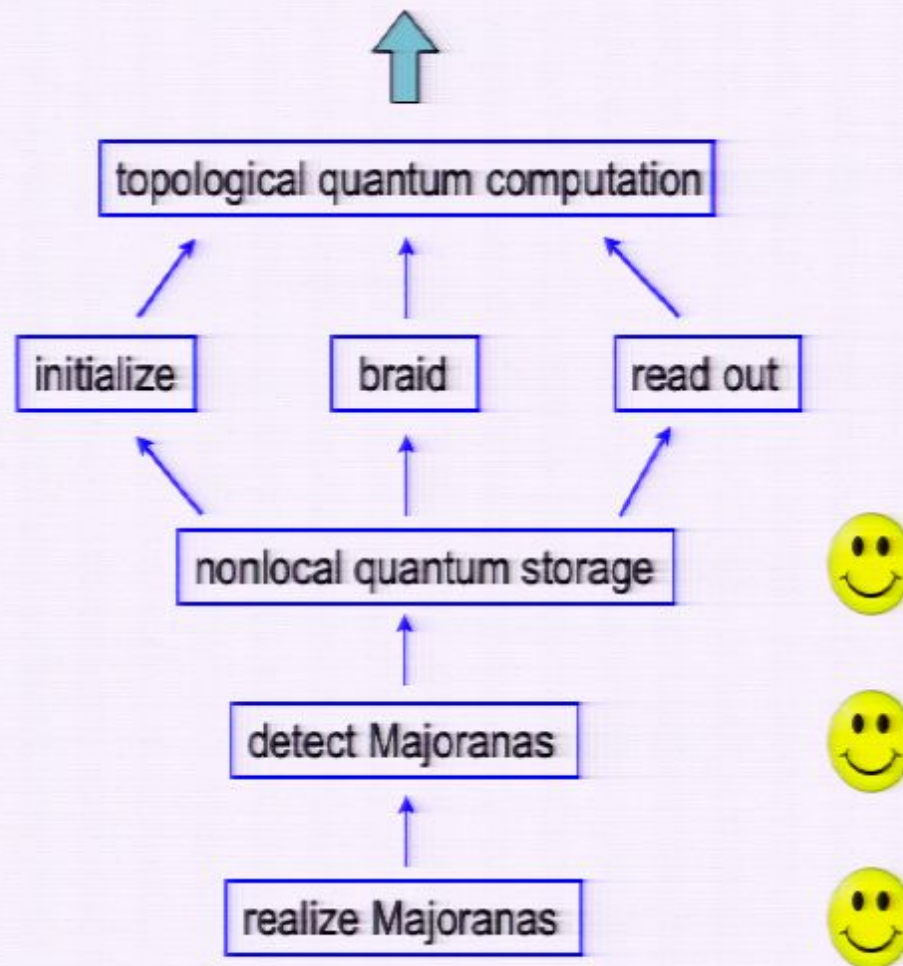 topological quantum computation
initialize braid read out
nonlocal quantum storage
detect Majoranas
realize Majoranas